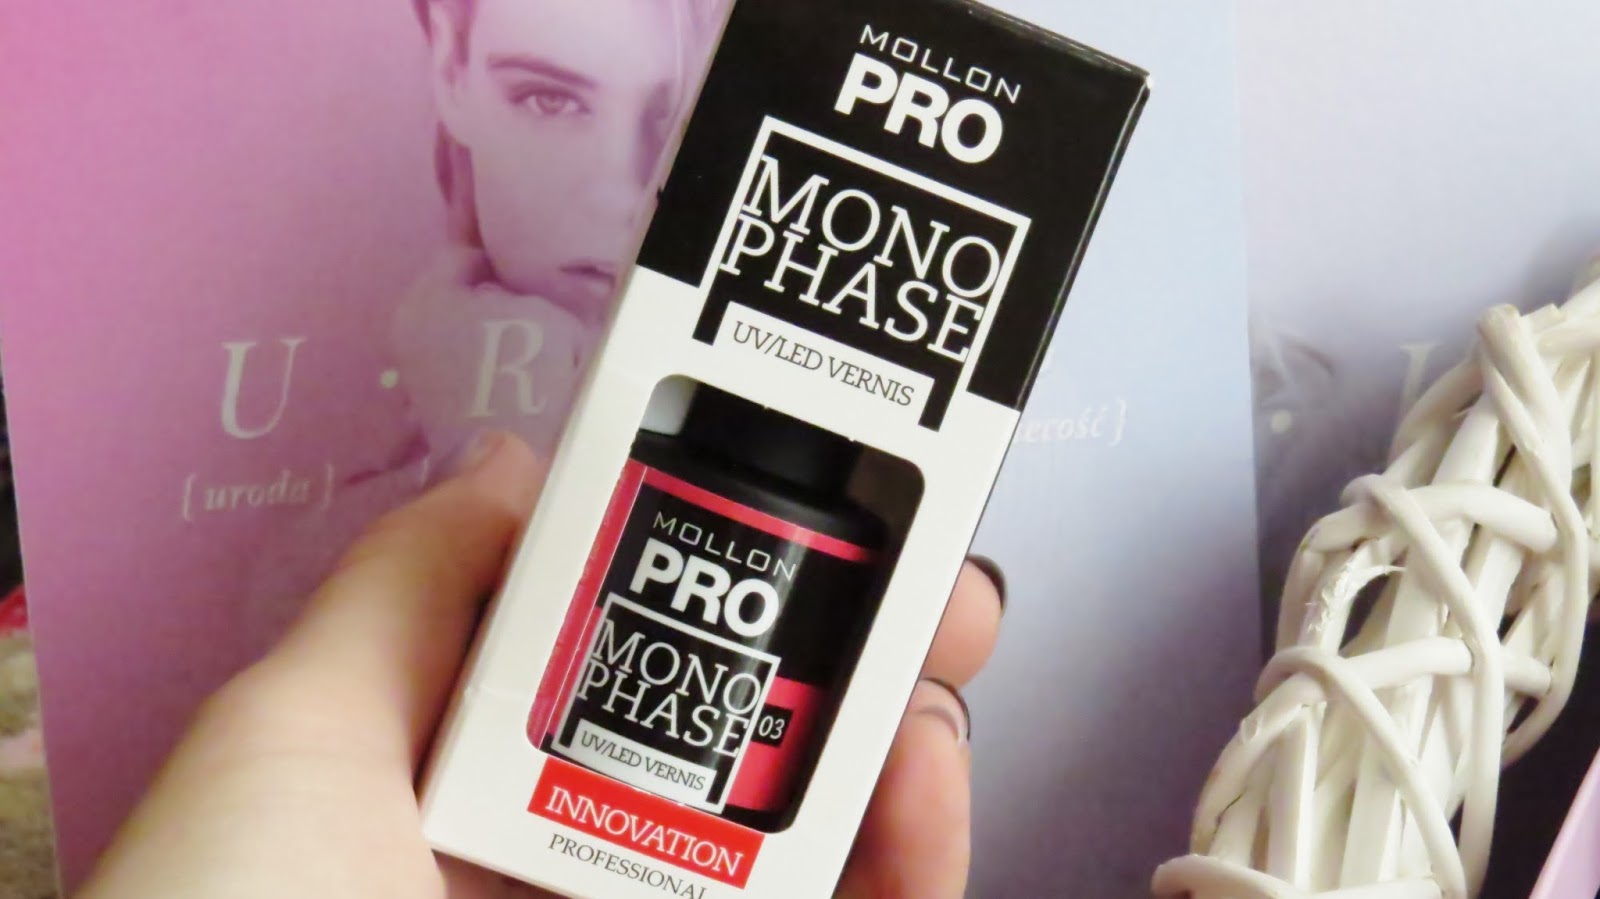 MOLLON
PRO
MONO
PHASE
UV/LED VERNIS
MOLLON
PRO
MONO
PHASE
03
UV/LED VERNIS
INNOVATION
PROFESSIONAL
U · R
{ uroda }